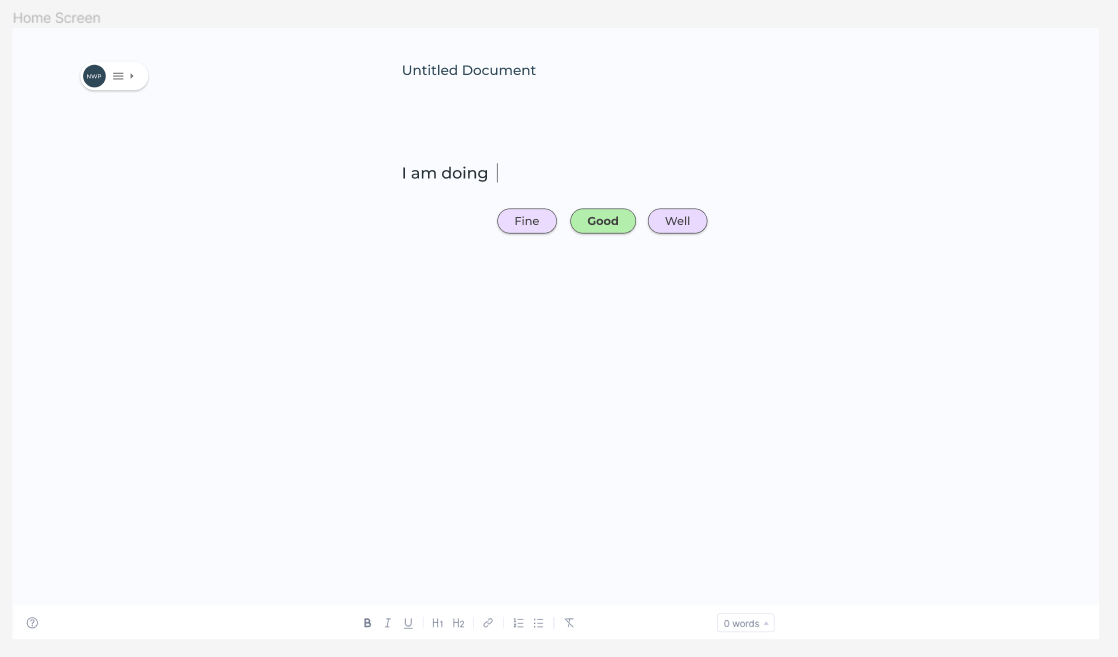 Home Screen
NWP
Untitled Document
I am doing
Fine Good Well
B I U H1 H2 0 words